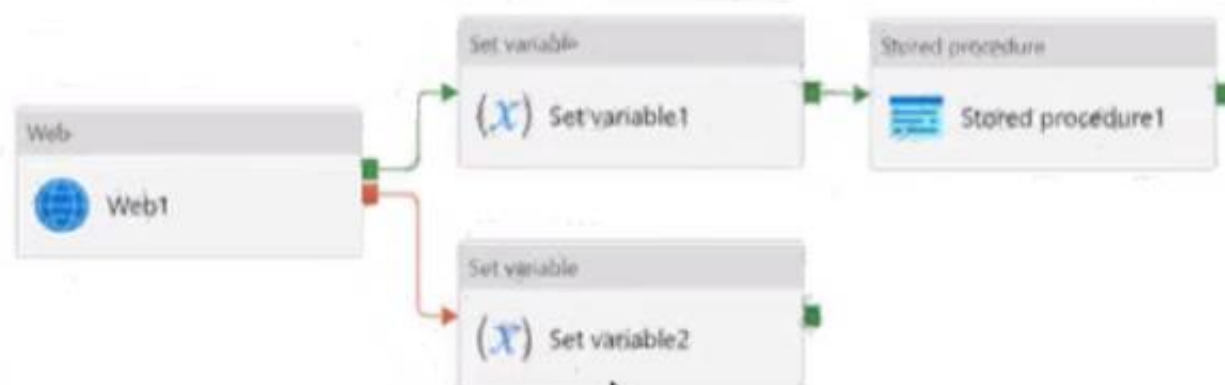 Web
Web1
Set variable
(x) Set variable1
Stored procedure
Stored procedure1
Set variable
(x) Set variable2